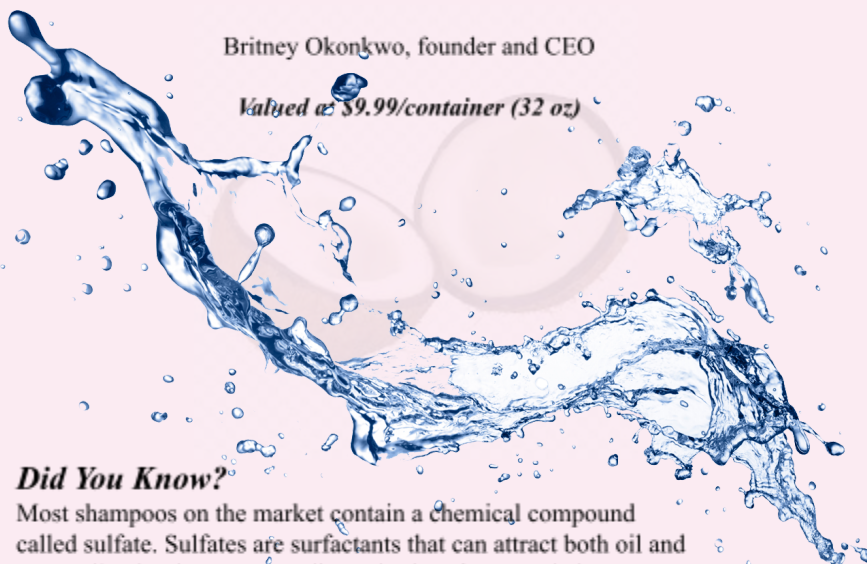 Britney Okonkwo, founder and CEO
Valued at $9.99/container (32 oz)
Did You Know?
Most shampoos on the market contain a chemical compound
called sulfate. Sulfates are surfactants that can attract both oil and